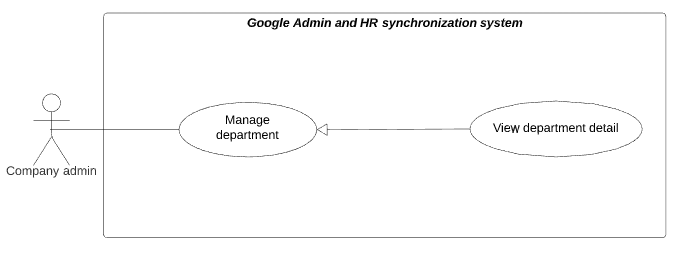 Google Admin and HR synchronization system
Manage
department
View department detail
Company admin